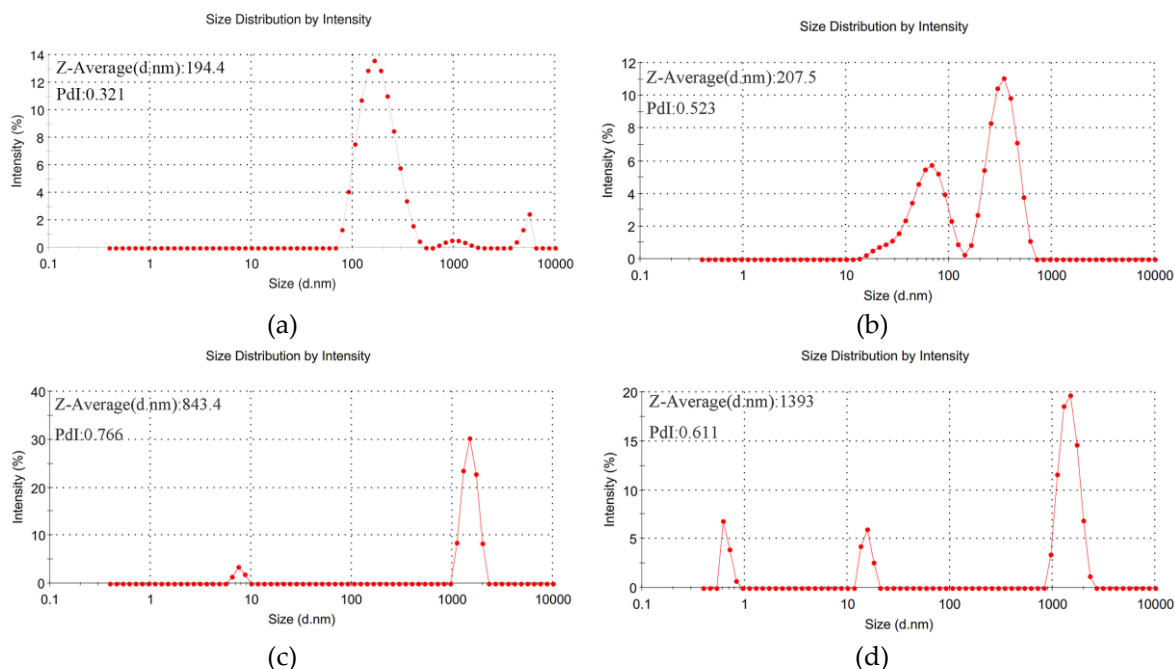 Size Distribution by Intensity
Z-Average(d.nm):194.4
PdI:0.321
Intensity (%)
14
12
10
8
6
4
2
0
0.1 1 10 100 1000 10000
Size (d.nm)
(a)
Size Distribution by Intensity
Z-Average(d.nm):207.5
PdI:0.523
Intensity (%)
12
10
8
6
4
2
0
0.1 1 10 100 1000 10000
Size (d.nm)
(b)
Size Distribution by Intensity
Z-Average(d.nm):843.4
PdI:0.766
Intensity (%)
40
30
20
10
0
0.1 1 10 100 1000 10000
Size (d.nm)
(c)
Size Distribution by Intensity
Z-Average(d.nm):1393
PdI:0.611
Intensity (%)
20
15
10
5
0
0.1 1 10 100 1000 10000
Size (d.nm)
(d)